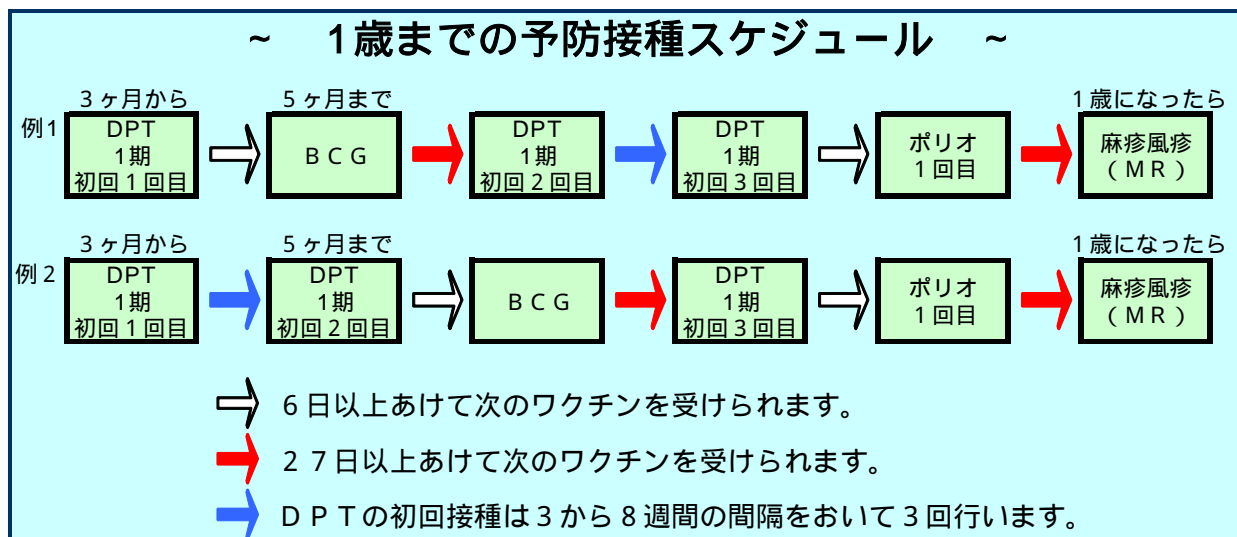 ~ 1歳までの予防接種スケジュール ~
3ヶ月から 5ヶ月まで 1歳になったら
例1
DPT
1期
初回1回目
BCG
DPT
1期
初回2回目
DPT
1期
初回3回目
ポリオ
1回目
麻疹風疹
(MR)
3ヶ月から 5ヶ月まで 1歳になったら
例2
DPT
1期
初回1回目
DPT
1期
初回2回目
BCG
DPT
1期
初回3回目
ポリオ
1回目
麻疹風疹
(MR)
6日以上あけて次のワクチンを受けられます。
27日以上あけて次のワクチンを受けられます。
DPTの初回接種は3から8週間の間隔をおいて3回行います。